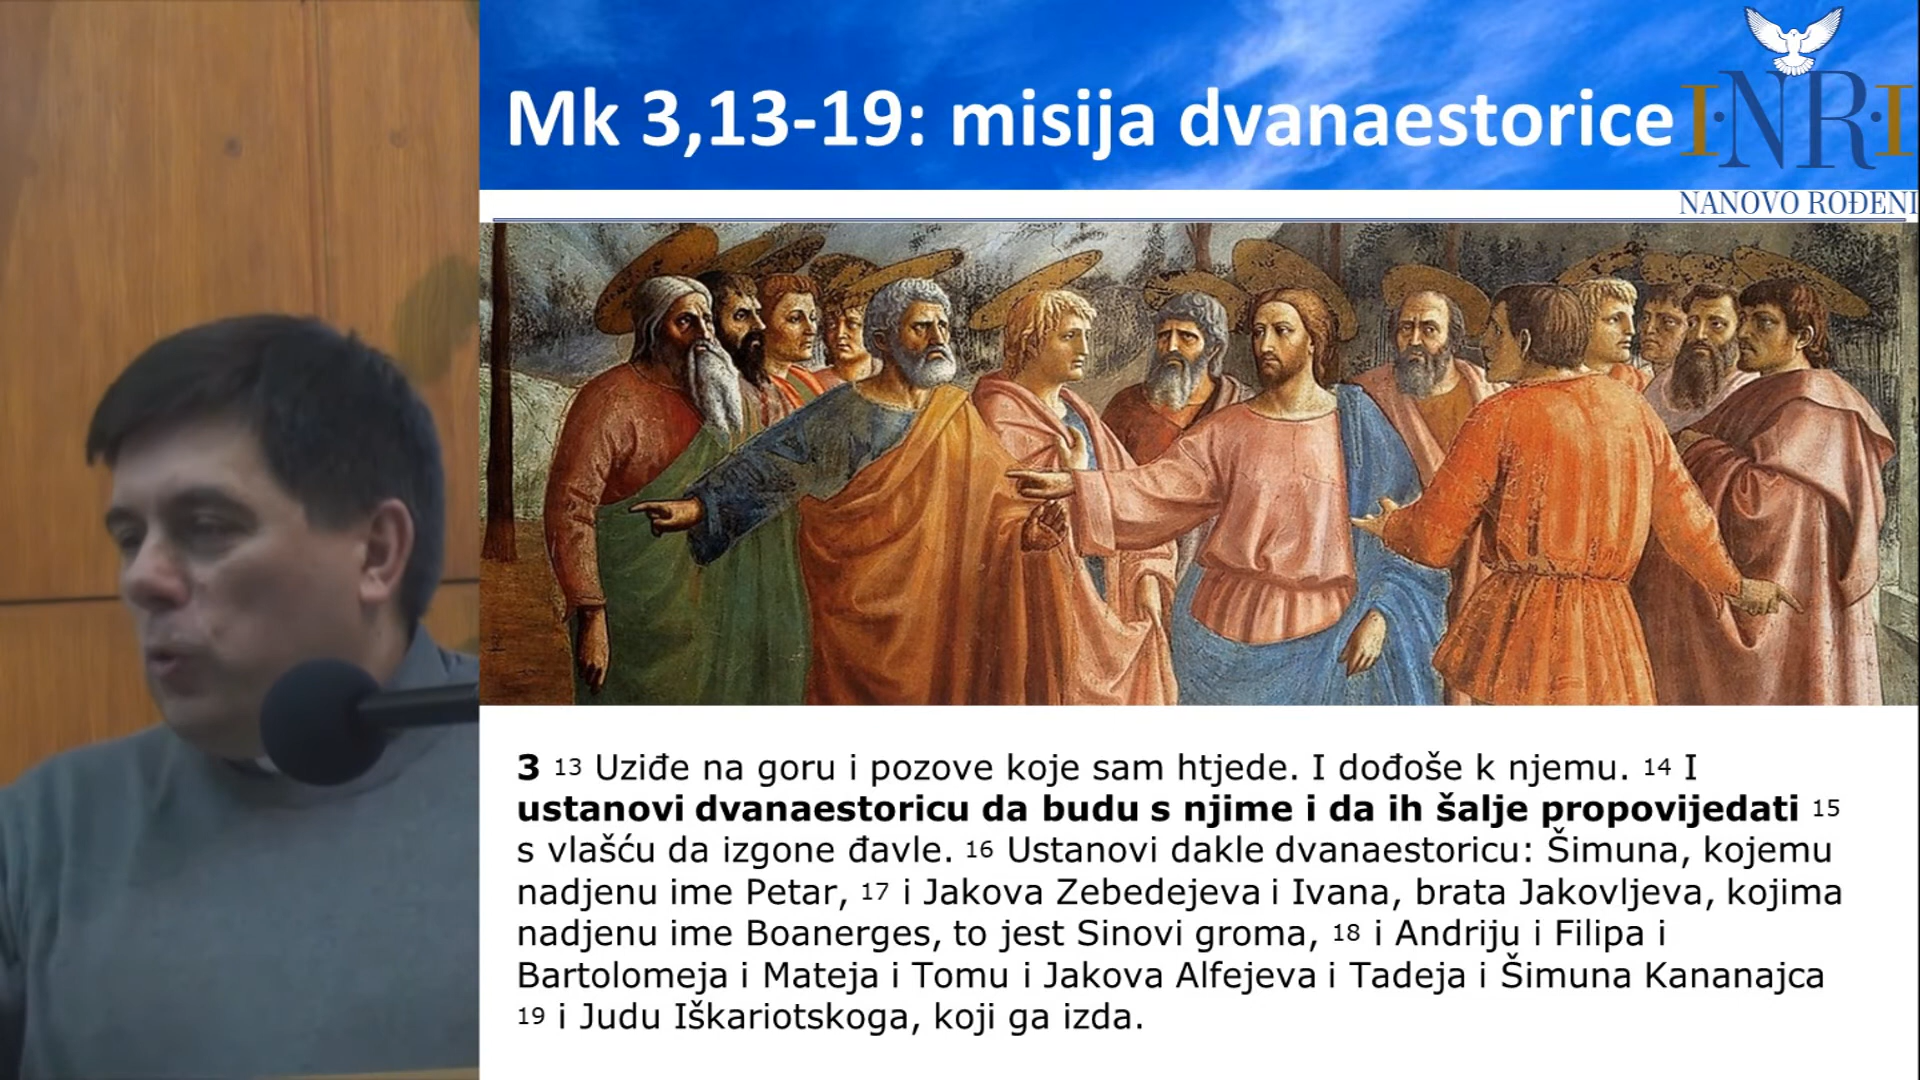 Mk 3,13-19: misija dvanaestorice
I·NR·I
NANOVO ROĐENI
3 13 Uziđe na goru i pozove koje sam htjede. I dođoše k njemu. 14 I
ustanovi dvanaestoricu da budu s njime i da ih šalje propovijedati 15
s vlašću da izgone đavle. 16 Ustanovi dakle dvanaestoricu: Šimuna, kojemu
nadjenu ime Petar, 17 i Jakova Zebedejeva i Ivana, brata Jakovljeva, kojima
nadjenu ime Boanerges, to jest Sinovi groma, 18 i Andriju i Filipa i
Bartolomeja i Mateja i Tomu i Jakova Alfejeva i Tadeja i Šimuna Kananajca
19 i Judu Iškariotskoga, koji ga izda.